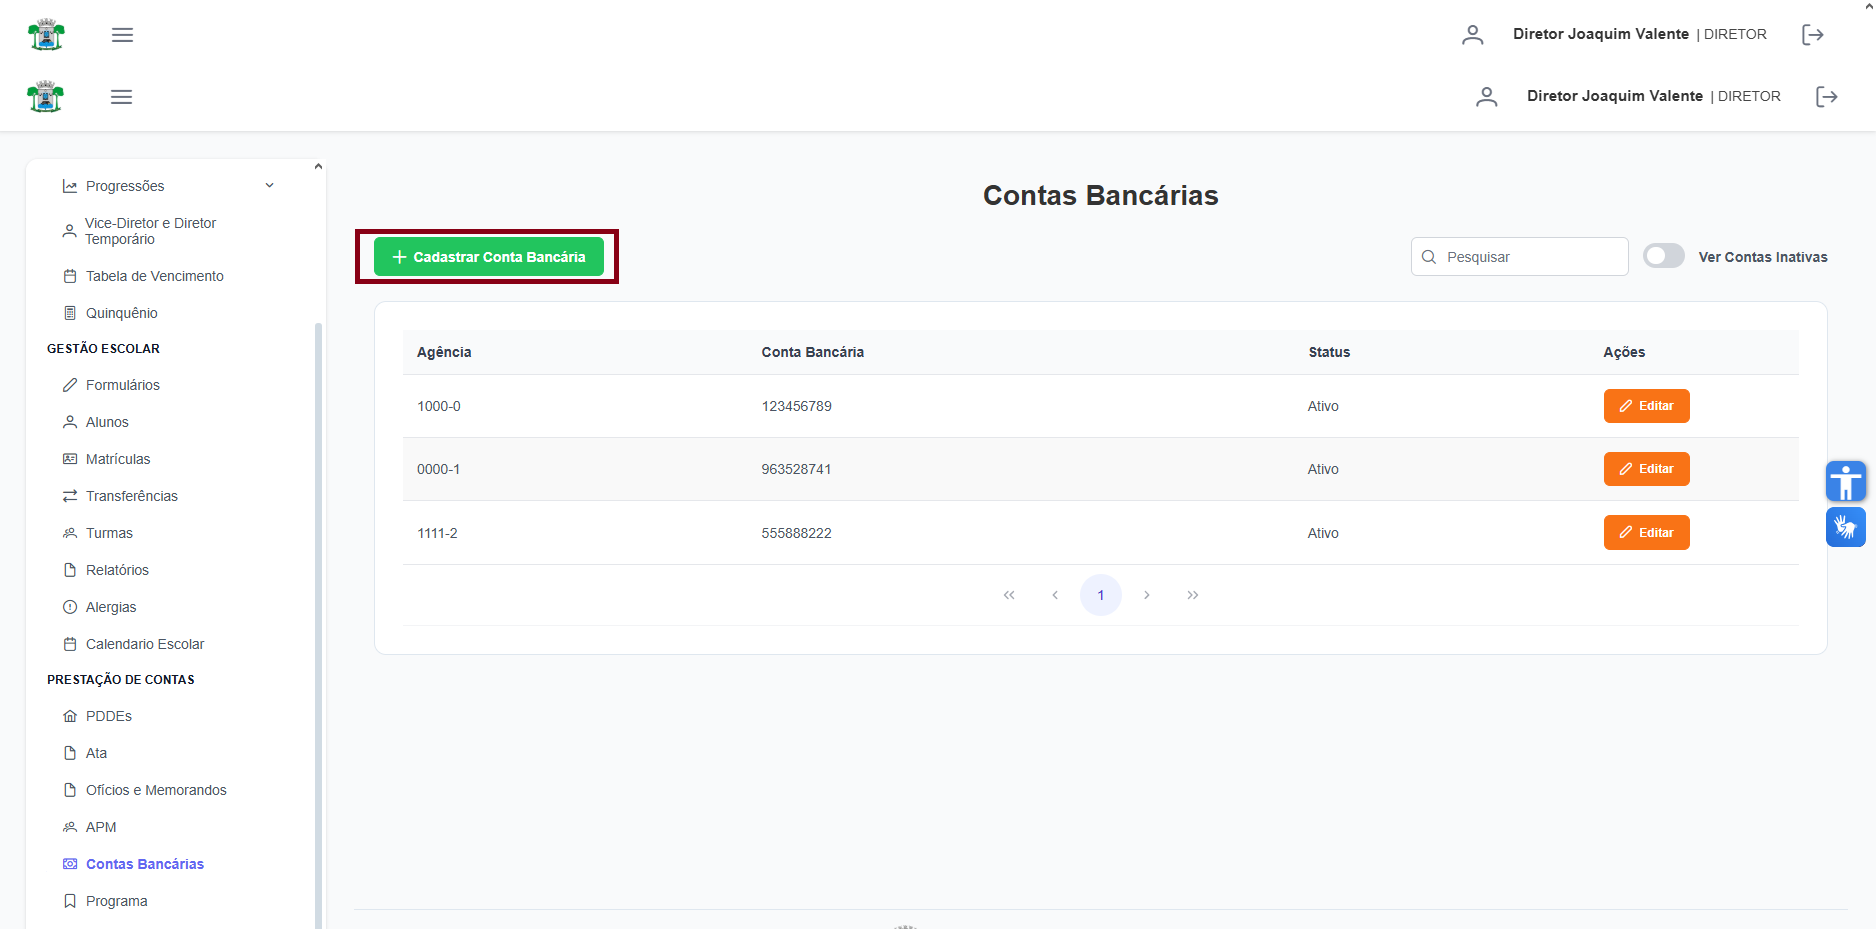 Diretor Joaquim Valente | DIRETOR
Diretor Joaquim Valente | DIRETOR
Progressões
Vice-Diretor e Diretor
Temporário
Tabela de Vencimento
Quinquênio
GESTÃO ESCOLAR
Formulários
Alunos
Matrículas
Transferências
Turmas
Relatórios
Alergias
Calendario Escolar
PRESTAÇÃO DE CONTAS
PDDEs
Ata
Ofícios e Memorandos
APM
Contas Bancárias
Programa
Contas Bancárias
+ Cadastrar Conta Bancária
Pesquisar
Ver Contas Inativas
Agência Conta Bancária Status Ações
1000-0 123456789 Ativo Editar
0000-1 963528741 Ativo Editar
1111-2 555888222 Ativo Editar
« ‹ 1 › »